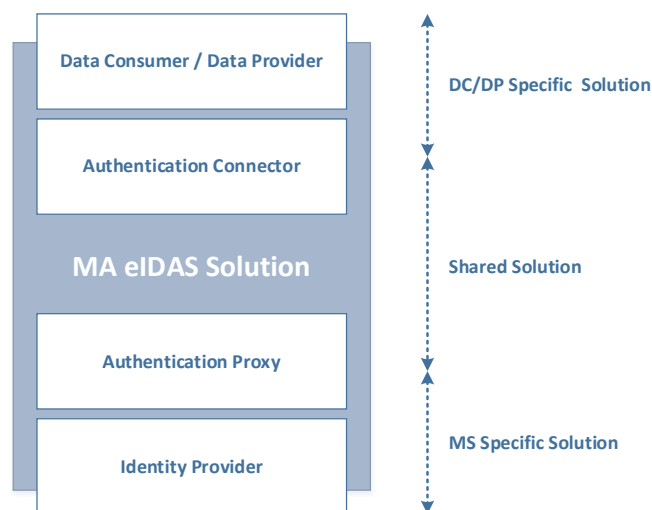 Data Consumer / Data Provider
DC/DP Specific Solution
Authentication Connector
MA eIDAS Solution
Shared Solution
Authentication Proxy
MS Specific Solution
Identity Provider